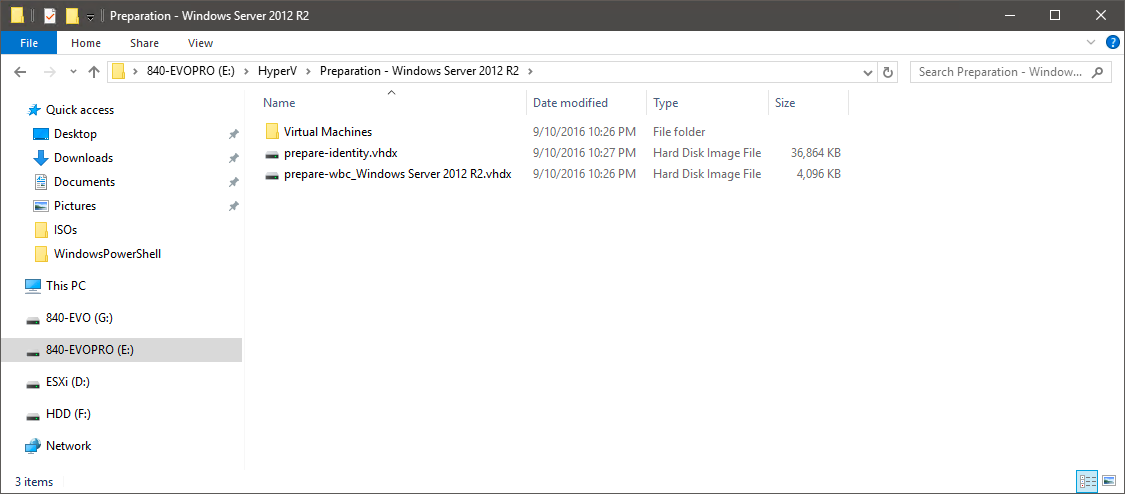 Preparation - Windows Server 2012 R2
File Home Share View
840-EVOPRO (E:) HyperV Preparation - Windows Server 2012 R2
Search Preparation - Window...
Name Date modified Type Size
Quick access
Desktop
Downloads
Documents
Pictures
ISOs
WindowsPowerShell
This PC
840-EVO (G:)
840-EVOPRO (E:)
ESXi (D:)
HDD (F:)
Network
Virtual Machines 9/10/2016 10:26 PM File folder
prepare-identity.vhdx 9/10/2016 10:27 PM Hard Disk Image File 36,864 KB
prepare-wbc_Windows Server 2012 R2.vhdx 9/10/2016 10:26 PM Hard Disk Image File 4,096 KB
3 items